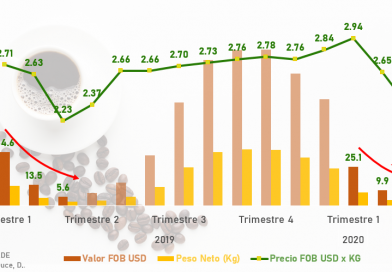 2.71 2.63 2.23 2.37 2.66 2.66 2.70 2.73 2.76 2.78 2.76 2.84 2.94 2.65
4.6 13.5 5.6 25.1 9.9
mestre 1 Trimestre 2 Trimestre 3 Trimestre 4 Trimestre 1
2019 2020
DE
uce, D..
Valor FOB USD Peso Neto (Kg) Precio FOB USD x KG